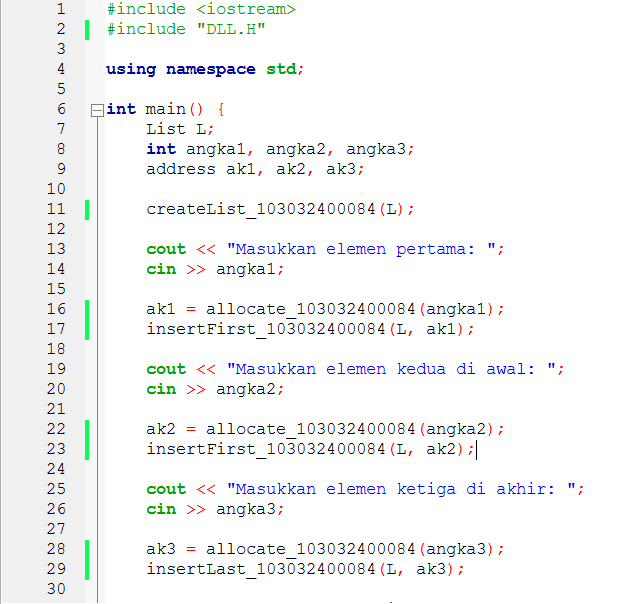 1 #include <iostream>
2 #include "DLL.H"
3
4 using namespace std;
5
6 int main() {
7 List L;
8 int angka1, angka2, angka3;
9 address ak1, ak2, ak3;
10
11 createList_103032400084(L);
12
13 cout << "Masukkan elemen pertama: ";
14 cin >> angka1;
15
16 ak1 = allocate_103032400084(angka1);
17 insertFirst_103032400084(L, ak1);
18
19 cout << "Masukkan elemen kedua di awal: ";
20 cin >> angka2;
21
22 ak2 = allocate_103032400084(angka2);
23 insertFirst_103032400084(L, ak2);
24
25 cout << "Masukkan elemen ketiga di akhir: ";
26 cin >> angka3;
27
28 ak3 = allocate_103032400084(angka3);
29 insertLast_103032400084(L, ak3);
30